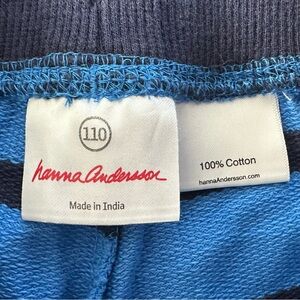 110
hanna Andersson
Made in India
100% Cotton
hannaAndersson.com